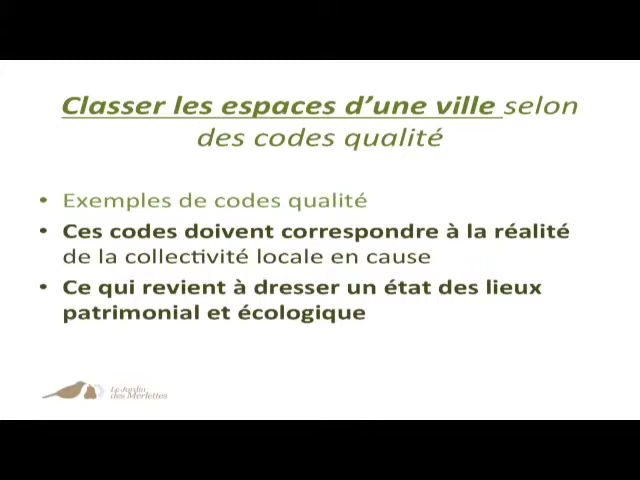 Classer les espaces d’une ville selon
des codes qualité
• Exemples de codes qualité
• Ces codes doivent correspondre à la réalité
de la collectivité locale en cause
• Ce qui revient à dresser un état des lieux
patrimonial et écologique
Le Jardin
des Merlettes